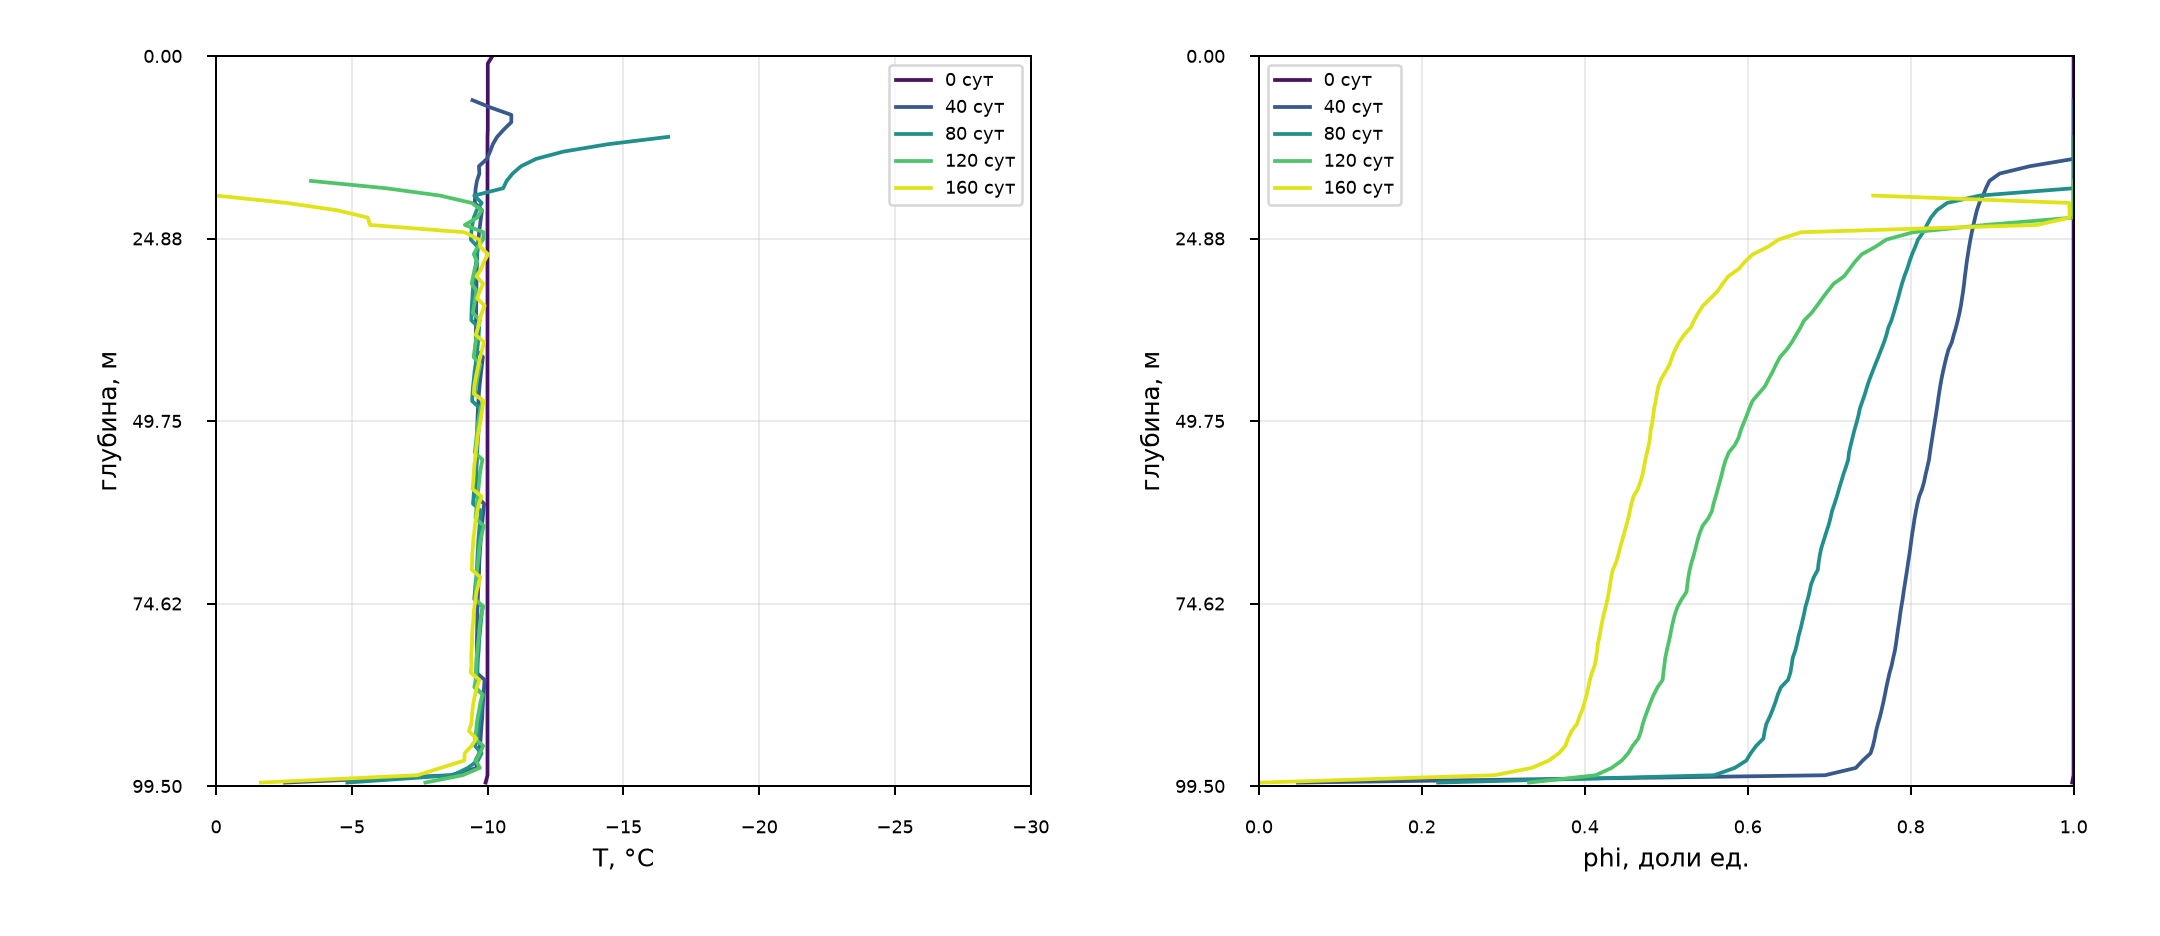 0.00
24.88
49.75
74.62
99.50
глубина, м
0 −5 −10 −15 −20 −25 −30
T, °C
0 сут
40 сут
80 сут
120 сут
160 сут
0.00
24.88
49.75
74.62
99.50
глубина, м
0.0 0.2 0.4 0.6 0.8 1.0
phi, доли ед.
0 сут
40 сут
80 сут
120 сут
160 сут